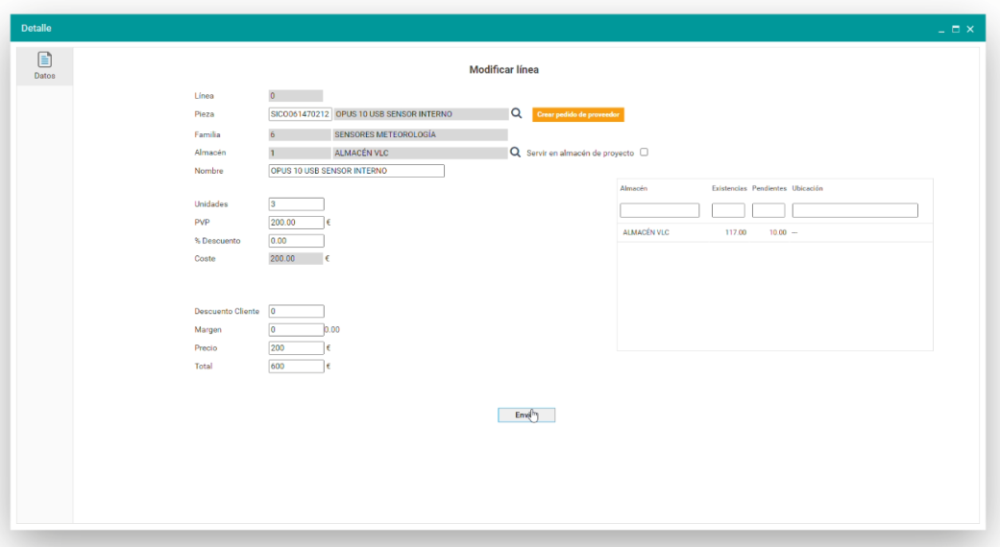 Detalle
Datos
Modificar línea
Línea 0
Pieza SICO061470212 OPUS 10 USB SENSOR INTERNO Crear pedido de proveedor
Familia 6 SENSORES METEOROLOGÍA
Almacén 1 ALMACÉN VLC Servir en almacén de proyecto
Nombre OPUS 10 USB SENSOR INTERNO
Almacén Existencias Pendientes Ubicación
Unidades 3
PVP 200.00 €
% Descuento 0.00
ALMACÉN VLC 117.00 10.00 —
Coste 200.00 €
Descuento Cliente 0
Margen 0 0.00
Precio 200 €
Total 600 €